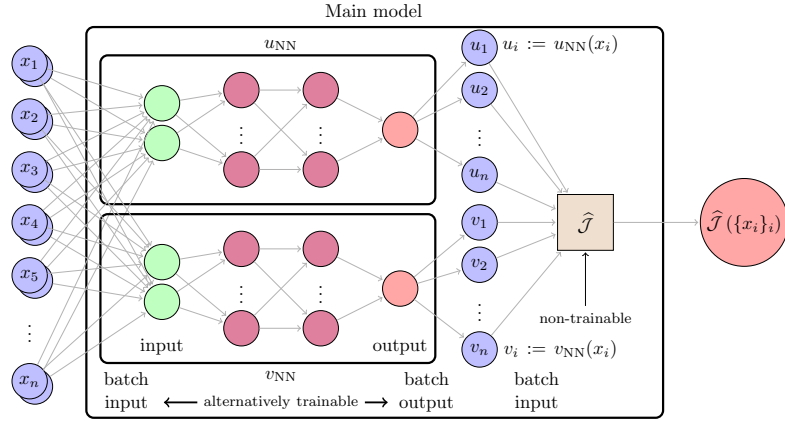 Main model
u_NN
x_1
x_2
x_3
x_4
x_5
⋮
x_n
⋮
⋮
u_1
u_i := u_NN(x_i)
u_2
⋮
u_n
v_1
v_2
⋮
v_n
v_i := v_NN(x_i)
⋮
⋮
input
output
v_NN
Ĵ
non-trainable
Ĵ({x_i}_i)
batch
input
alternatively trainable
batch
output
batch
input